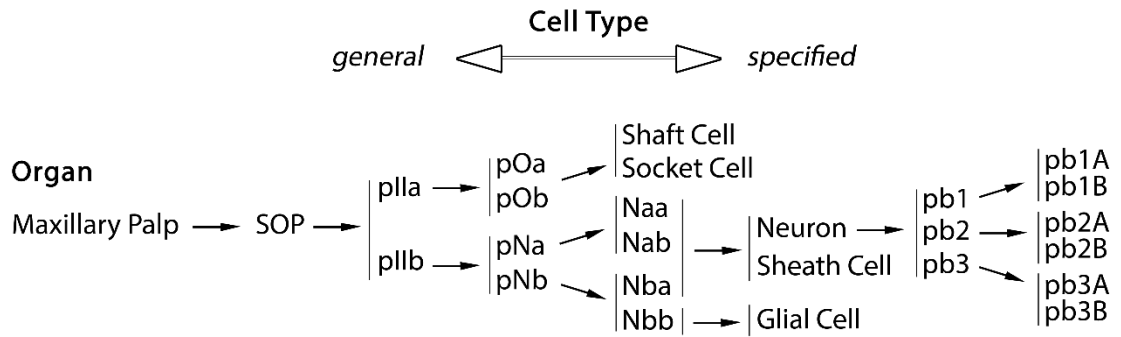 Cell Type
general specified
Organ
Maxillary Palp SOP
pIIa
pIIb
pOa
pOb
pNa
pNb
Shaft Cell
Socket Cell
Naa
Nab
Nba
Nbb
Neuron
Sheath Cell
Glial Cell
pb1
pb2
pb3
pb1A
pb1B
pb2A
pb2B
pb3A
pb3B